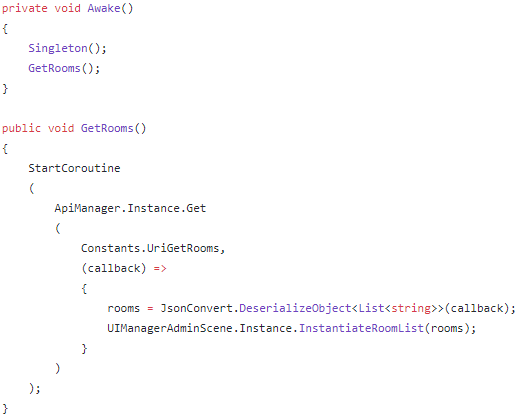 private void Awake()
{
    Singleton();
    GetRooms();
}

public void GetRooms()
{
    StartCoroutine
    (
        ApiManager.Instance.Get
        (
            Constants.UriGetRooms,
            (callback) =>
            {
                rooms = JsonConvert.DeserializeObject<List<string>>(callback);
                UIManagerAdminScene.Instance.InstantiateRoomList(rooms);
            }
        )
    );
}